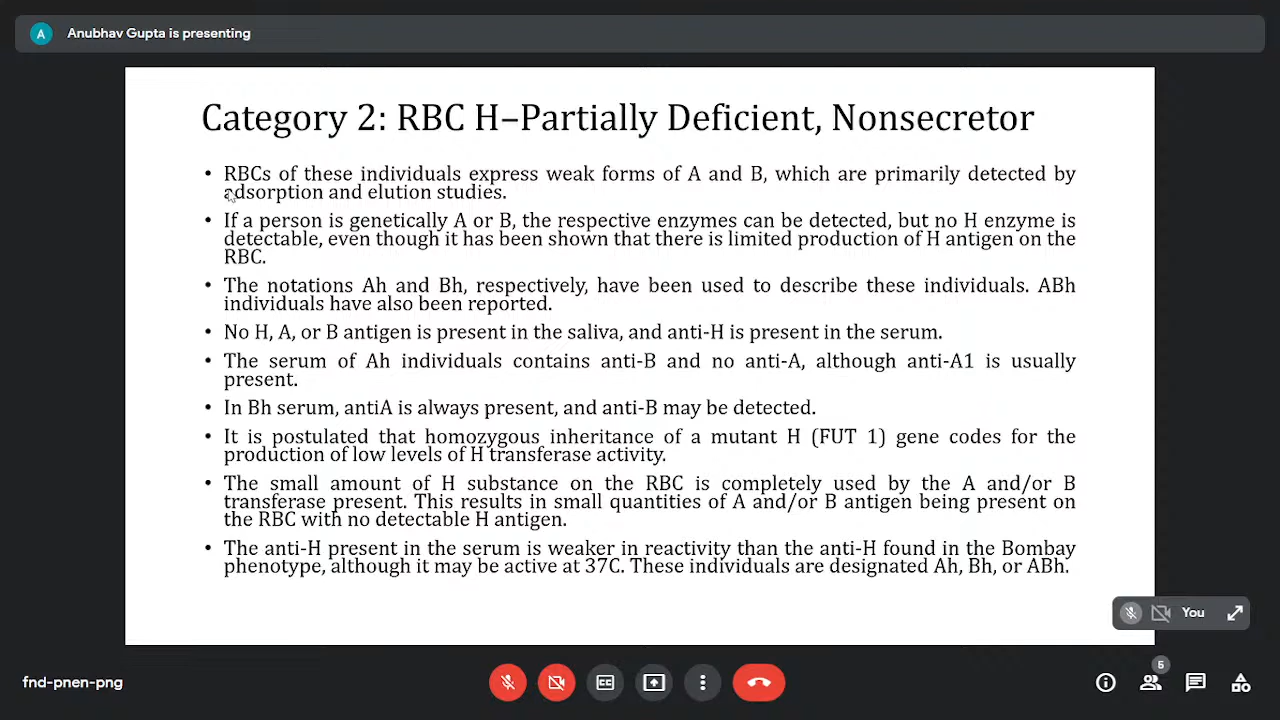 A
Anubhav Gupta is presenting
Category 2: RBC H–Partially Deficient, Nonsecretor
• RBCs of these individuals express weak forms of A and B, which are primarily detected by
adsorption and elution studies.
• If a person is genetically A or B, the respective enzymes can be detected, but no H enzyme is
detectable, even though it has been shown that there is limited production of H antigen on the
RBC.
• The notations Ah and Bh, respectively, have been used to describe these individuals. ABh
individuals have also been reported.
• No H, A, or B antigen is present in the saliva, and anti-H is present in the serum.
• The serum of Ah individuals contains anti-B and no anti-A, although anti-A1 is usually
present.
• In Bh serum, antiA is always present, and anti-B may be detected.
• It is postulated that homozygous inheritance of a mutant H (FUT 1) gene codes for the
production of low levels of H transferase activity.
• The small amount of H substance on the RBC is completely used by the A and/or B
transferase present. This results in small quantities of A and/or B antigen being present on
the RBC with no detectable H antigen.
• The anti-H present in the serum is weaker in reactivity than the anti-H found in the Bombay
phenotype, although it may be active at 37C. These individuals are designated Ah, Bh, or ABh.
You
fnd-pnen-png
CC
5